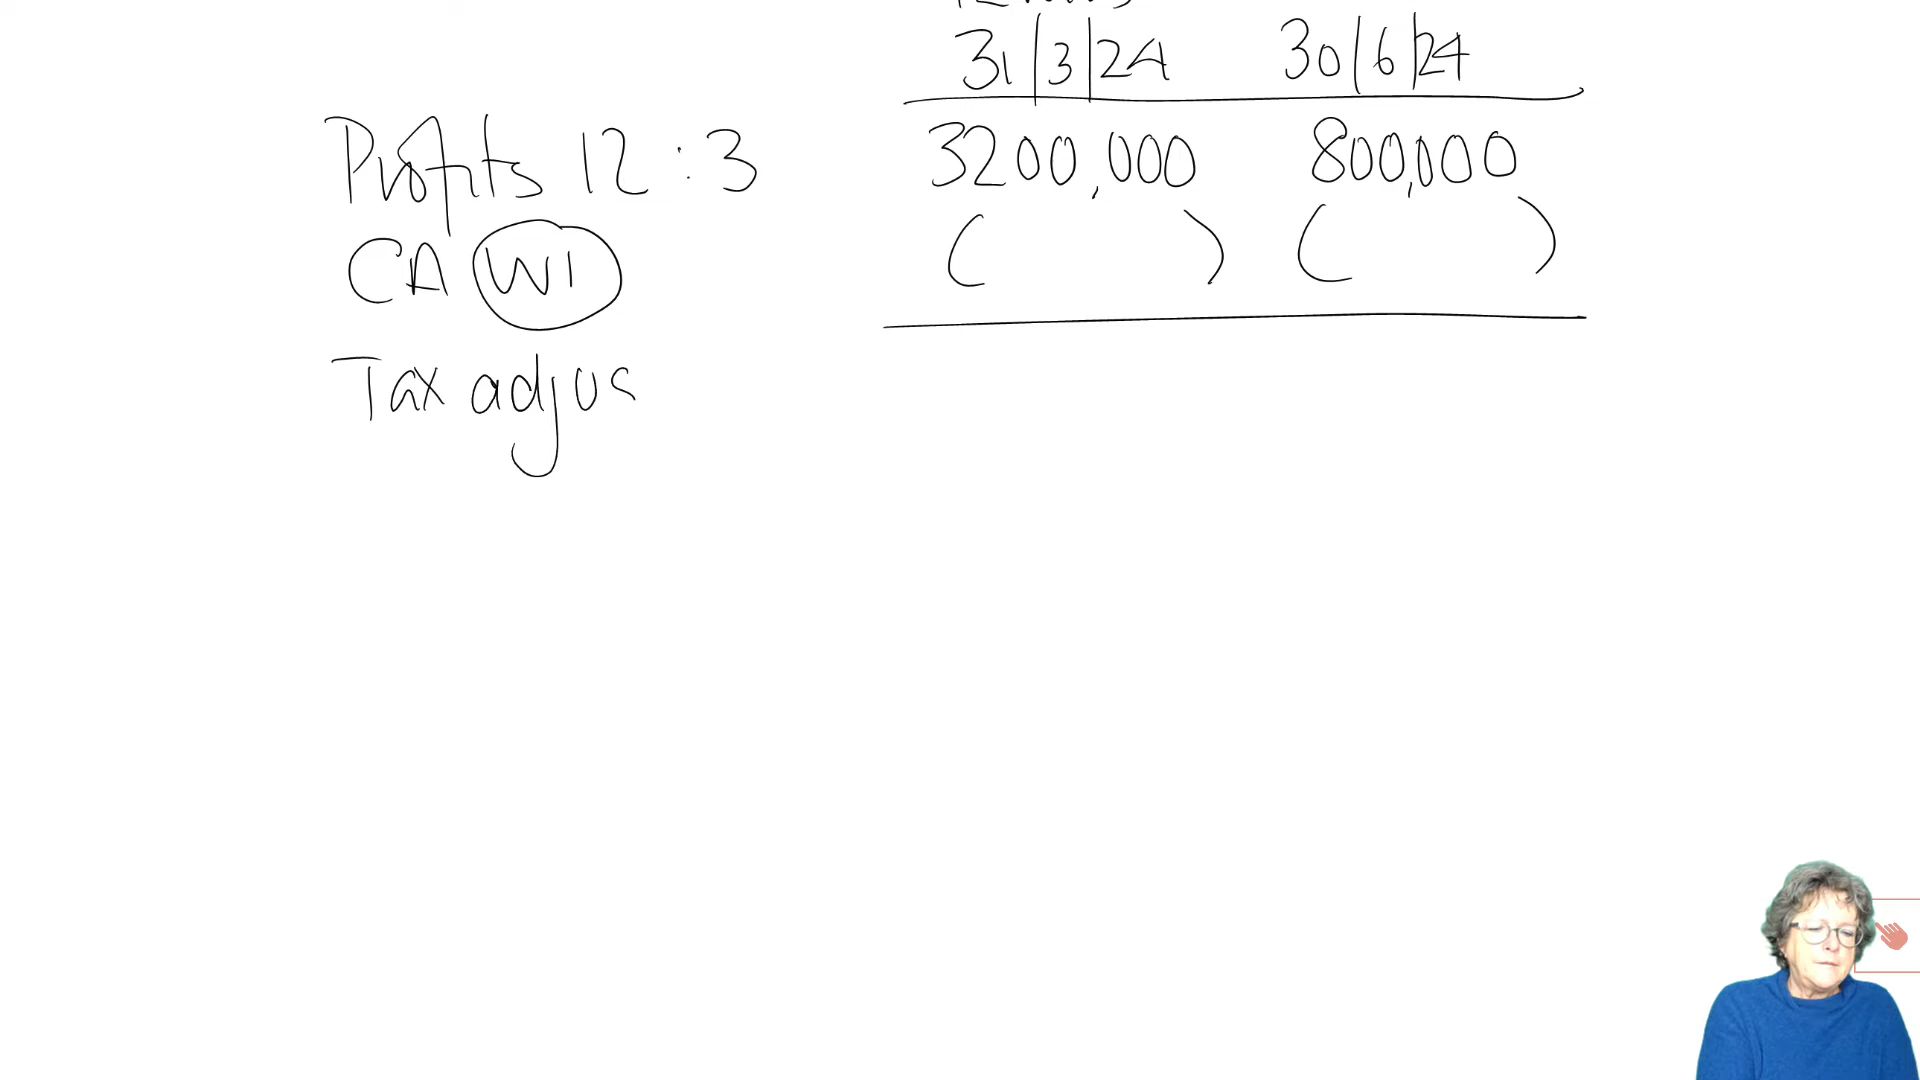 31|3|24 30|6|24
Profits 12:3 3200,000 800,000
CA W1 ( ) ( )
Tax adjus